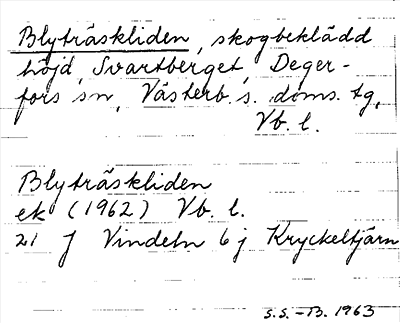 Blyträskliden, skogbeklädd
höjd, Svartberget, Deger-
fors sn, Västerb. s. doms. tg,
Vb. l.
Blyträskliden
ek (1962) Vb. l.
21 J Vindeln 6 j Kryckeltjärn
S.S.-B. 1963